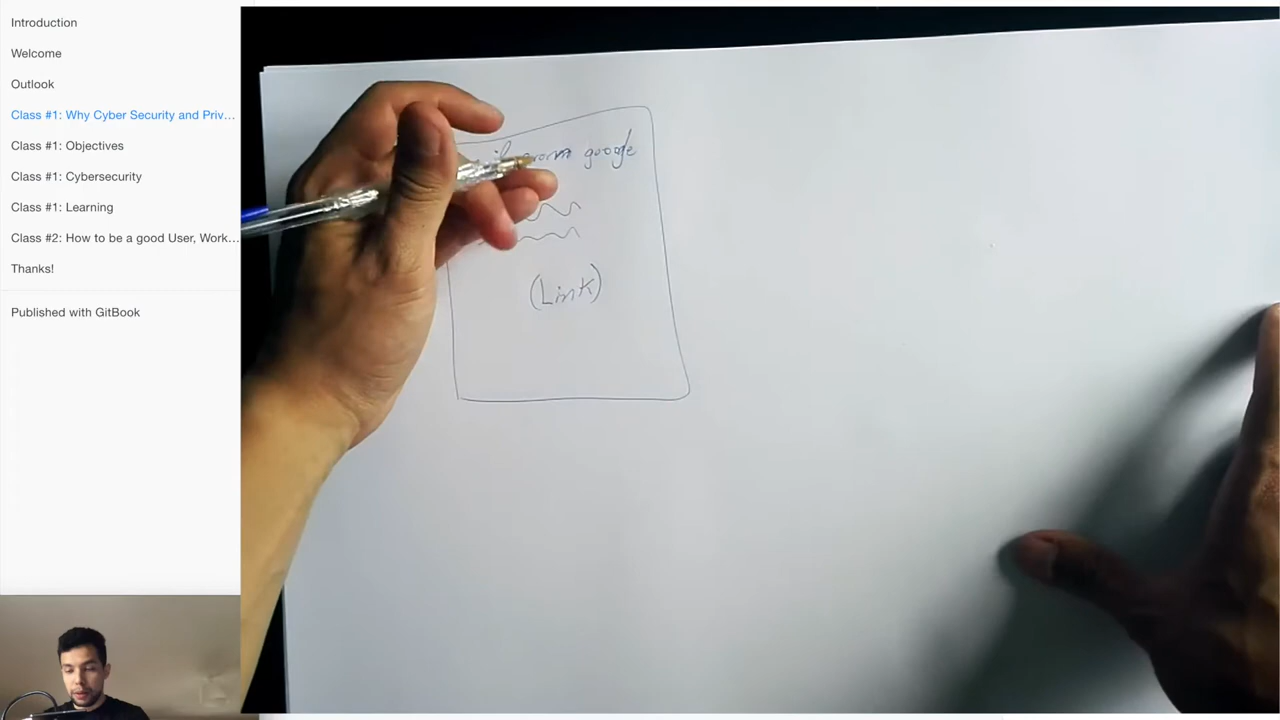 Introduction
Welcome
Outlook
Class #1: Why Cyber Security and Priv…
Class #1: Objectives
Class #1: Cybersecurity
Class #1: Learning
Class #2: How to be a good User, Work…
Thanks!
Published with GitBook
google
(Link)